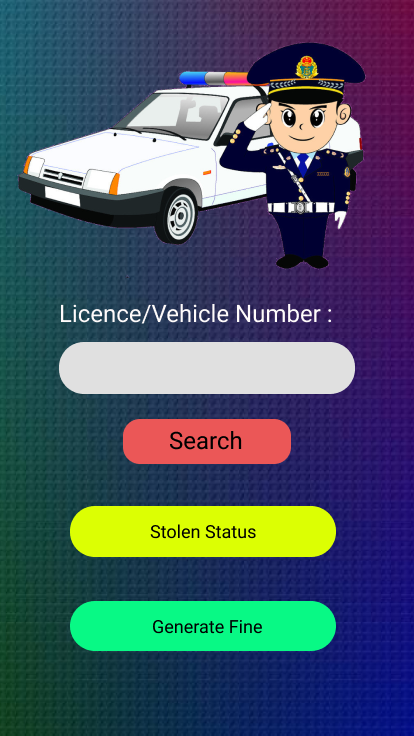 Licence/Vehicle Number :
Search
Stolen Status
Generate Fine